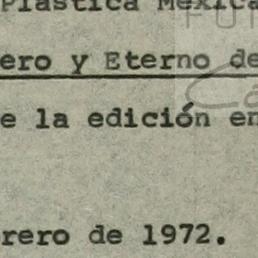 Plástica Mexica
ero y Eterno de
e la edición en
rero de 1972.